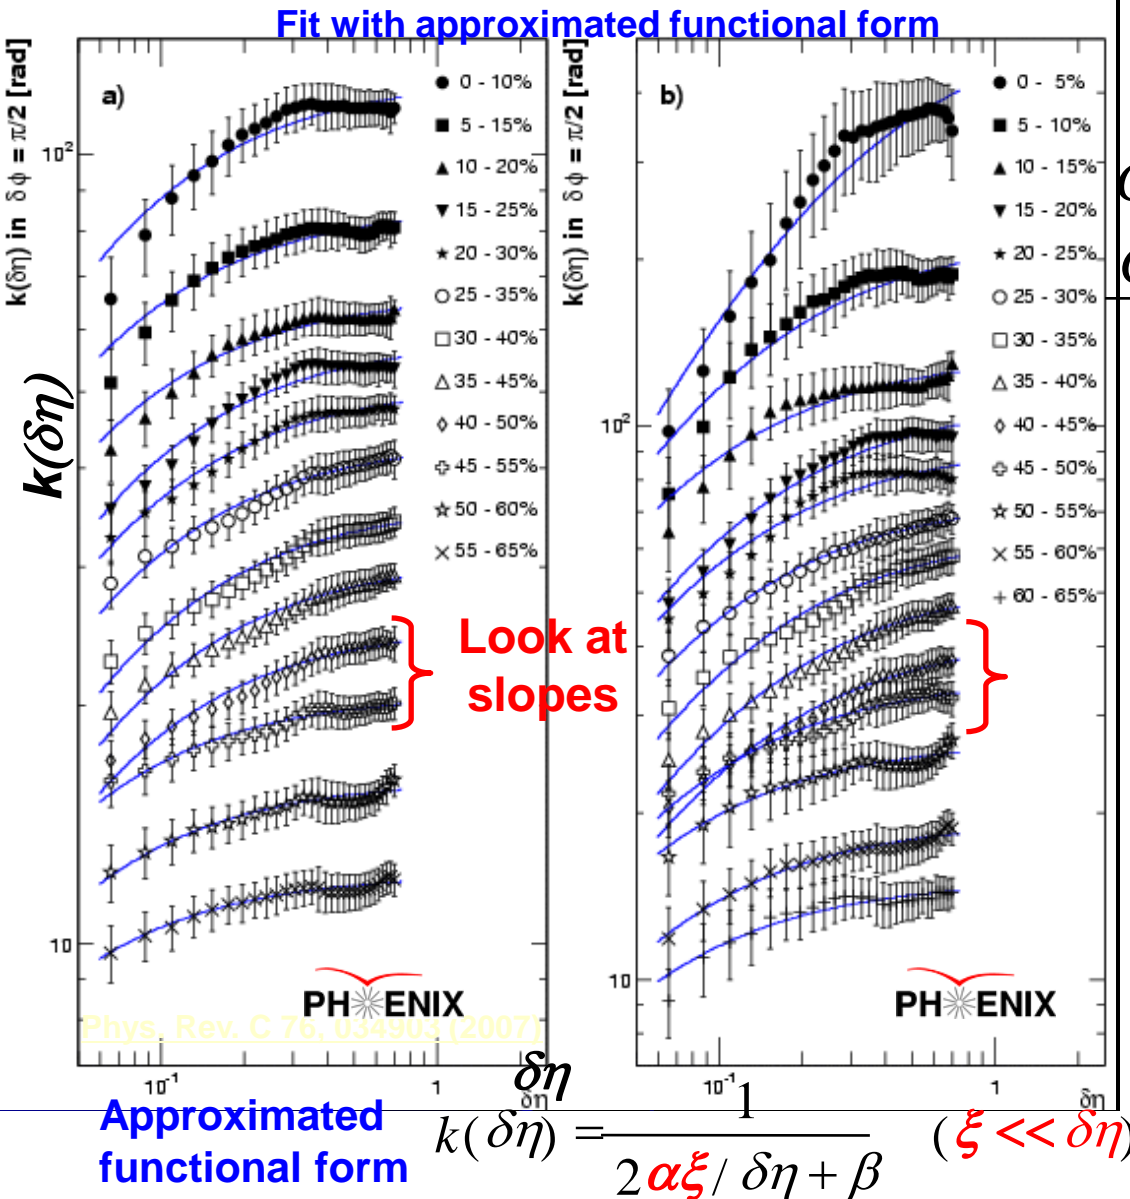 Fit with approximated functional form
k(δη) in δϕ = π/2 [rad]
a)
10²
10
0 - 10%
5 - 15%
10 - 20%
15 - 25%
20 - 30%
25 - 35%
30 - 40%
35 - 45%
40 - 50%
45 - 55%
50 - 60%
55 - 65%
k(δη)
Look at
slopes
PHENIX
Phys. Rev. C 76, 034903 (2007)
10⁻¹
1
δη
δη
k(δη) in δϕ = π/2 [rad]
b)
10²
10
0 - 5%
5 - 10%
10 - 15%
15 - 20%
20 - 25%
25 - 30%
30 - 35%
35 - 40%
40 - 45%
45 - 50%
50 - 55%
55 - 60%
60 - 65%
PHENIX
10⁻¹
1
δη
Approximated
functional form
k(δη) = 1 / (2αξ / δη + β) (ξ << δη)